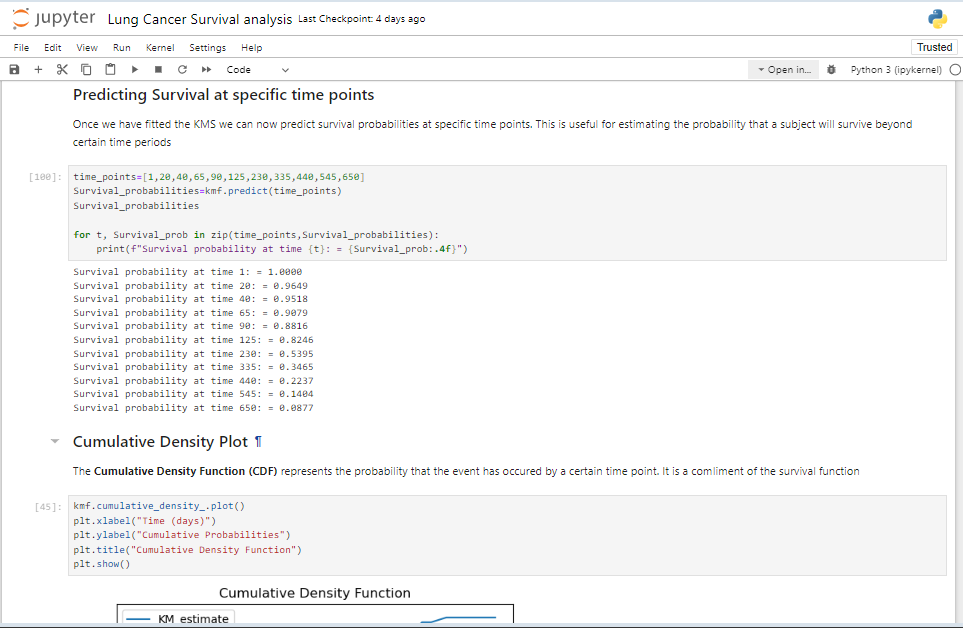 jupyter Lung Cancer Survival analysis Last Checkpoint: 4 days ago
File Edit View Run Kernel Settings Help Trusted
Code Open in... Python 3 (ipykernel)
Predicting Survival at specific time points
Once we have fitted the KMS we can now predict survival probabilities at specific time points. This is useful for estimating the probability that a subject will survive beyond
certain time periods
[100]: time_points=[1,20,40,65,90,125,230,335,440,545,650]
Survival_probabilities=kmf.predict(time_points)
Survival_probabilities
for t, Survival_prob in zip(time_points,Survival_probabilities):
    print(f"Survival probability at time {t}: = {Survival_prob:.4f}")
Survival probability at time 1: = 1.0000
Survival probability at time 20: = 0.9649
Survival probability at time 40: = 0.9518
Survival probability at time 65: = 0.9079
Survival probability at time 90: = 0.8816
Survival probability at time 125: = 0.8246
Survival probability at time 230: = 0.5395
Survival probability at time 335: = 0.3465
Survival probability at time 440: = 0.2237
Survival probability at time 545: = 0.1404
Survival probability at time 650: = 0.0877
Cumulative Density Plot ¶
The Cumulative Density Function (CDF) represents the probability that the event has occured by a certain time point. It is a comliment of the survival function
[45]: kmf.cumulative_density_.plot()
plt.xlabel("Time (days)")
plt.ylabel("Cumulative Probabilities")
plt.title("Cumulative Density Function")
plt.show()
Cumulative Density Function
KM_estimate